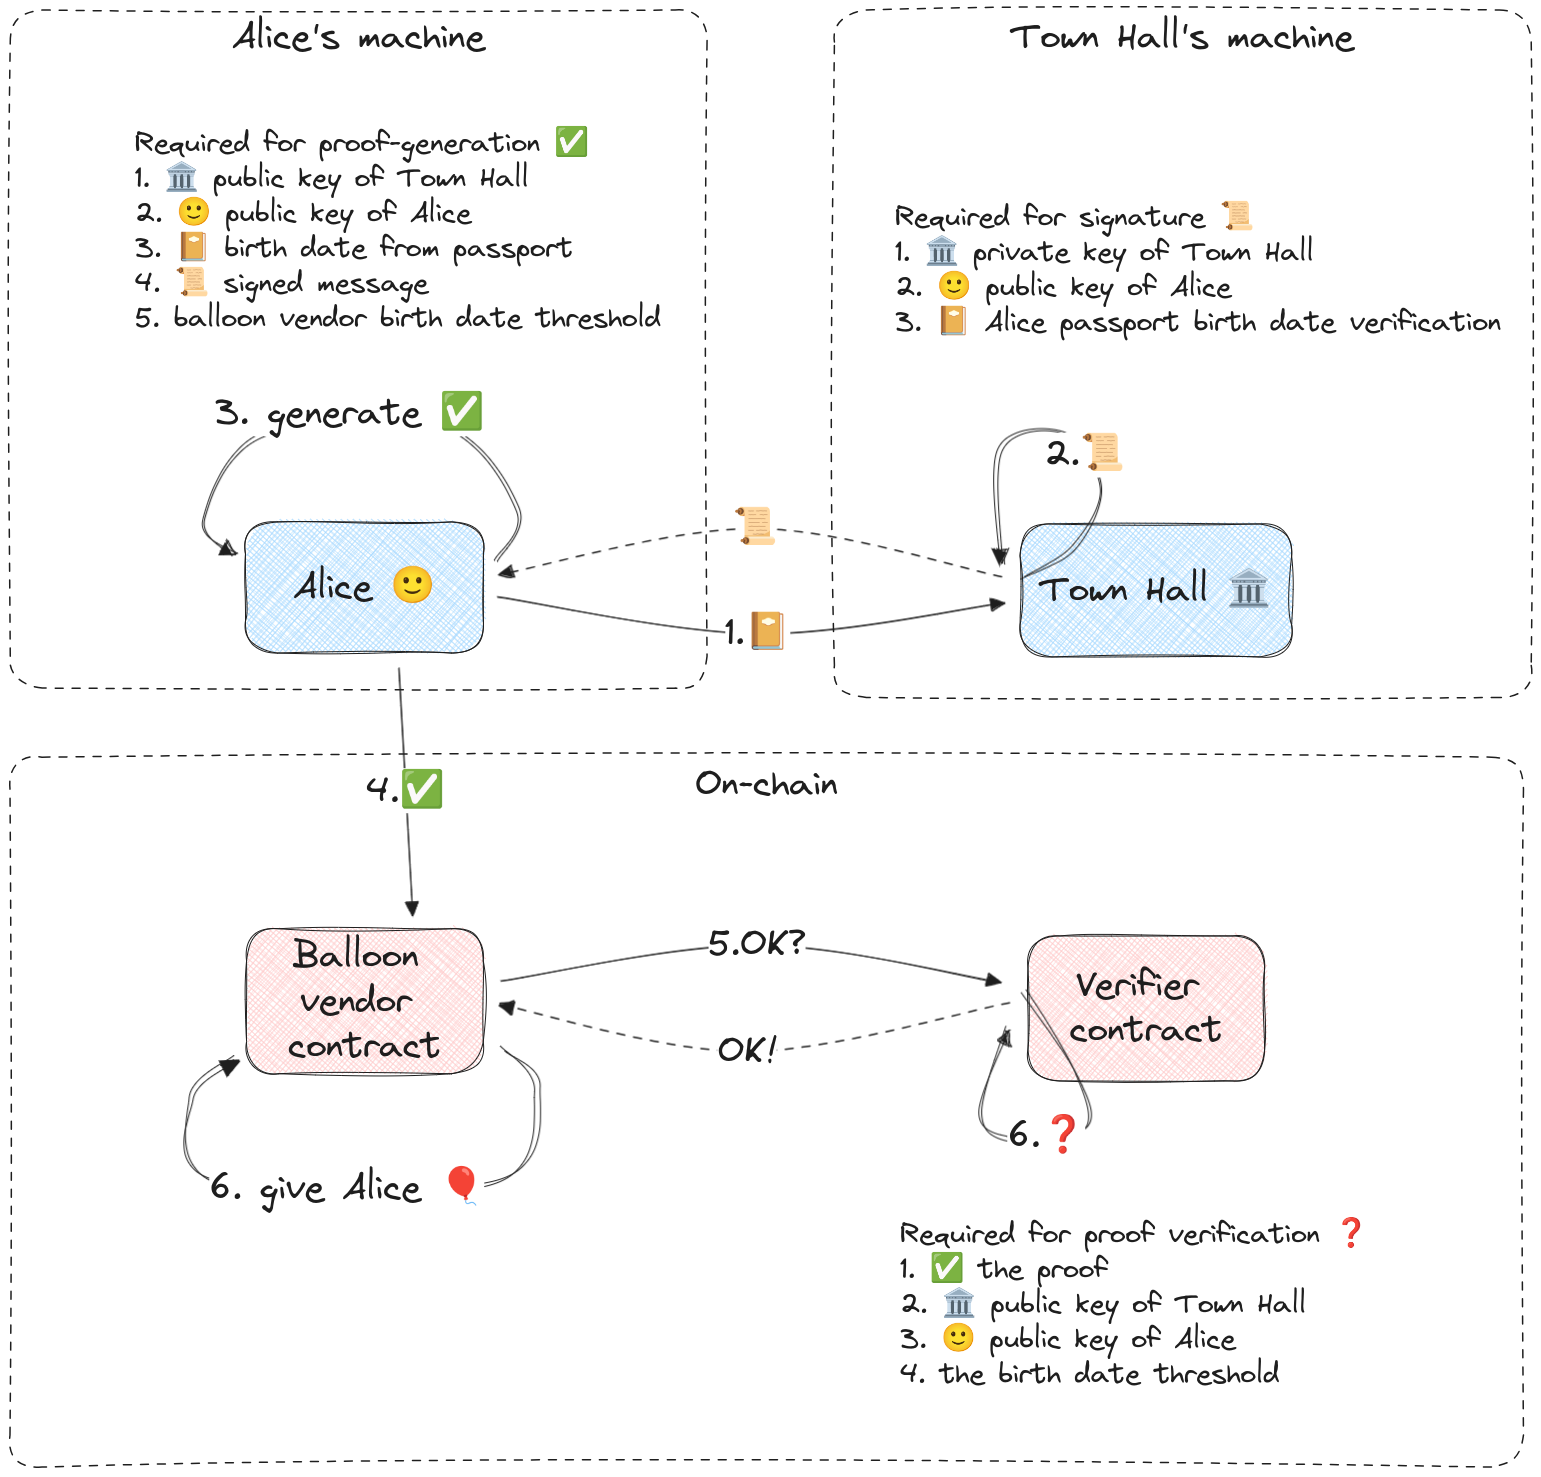 Alice's machine
Required for proof-generation ✅
1. 🏛️ public key of Town Hall
2. 🙂 public key of Alice
3. 📔 birth date from passport
4. 📜 signed message
5. balloon vendor birth date threshold
3. generate ✅
Alice 🙂
Town Hall's machine
Required for signature 📜
1. 🏛️ private key of Town Hall
2. 🙂 public key of Alice
3. 📔 Alice passport birth date verification
2. 📜
Town Hall 🏛️
📜
1. 📔
4. ✅
On-chain
Balloon
vendor
contract
5.OK?
OK!
Verifier
contract
6. ❓
6. give Alice 🎈
Required for proof verification ❓
1. ✅ the proof
2. 🏛️ public key of Town Hall
3. 🙂 public key of Alice
4. the birth date threshold